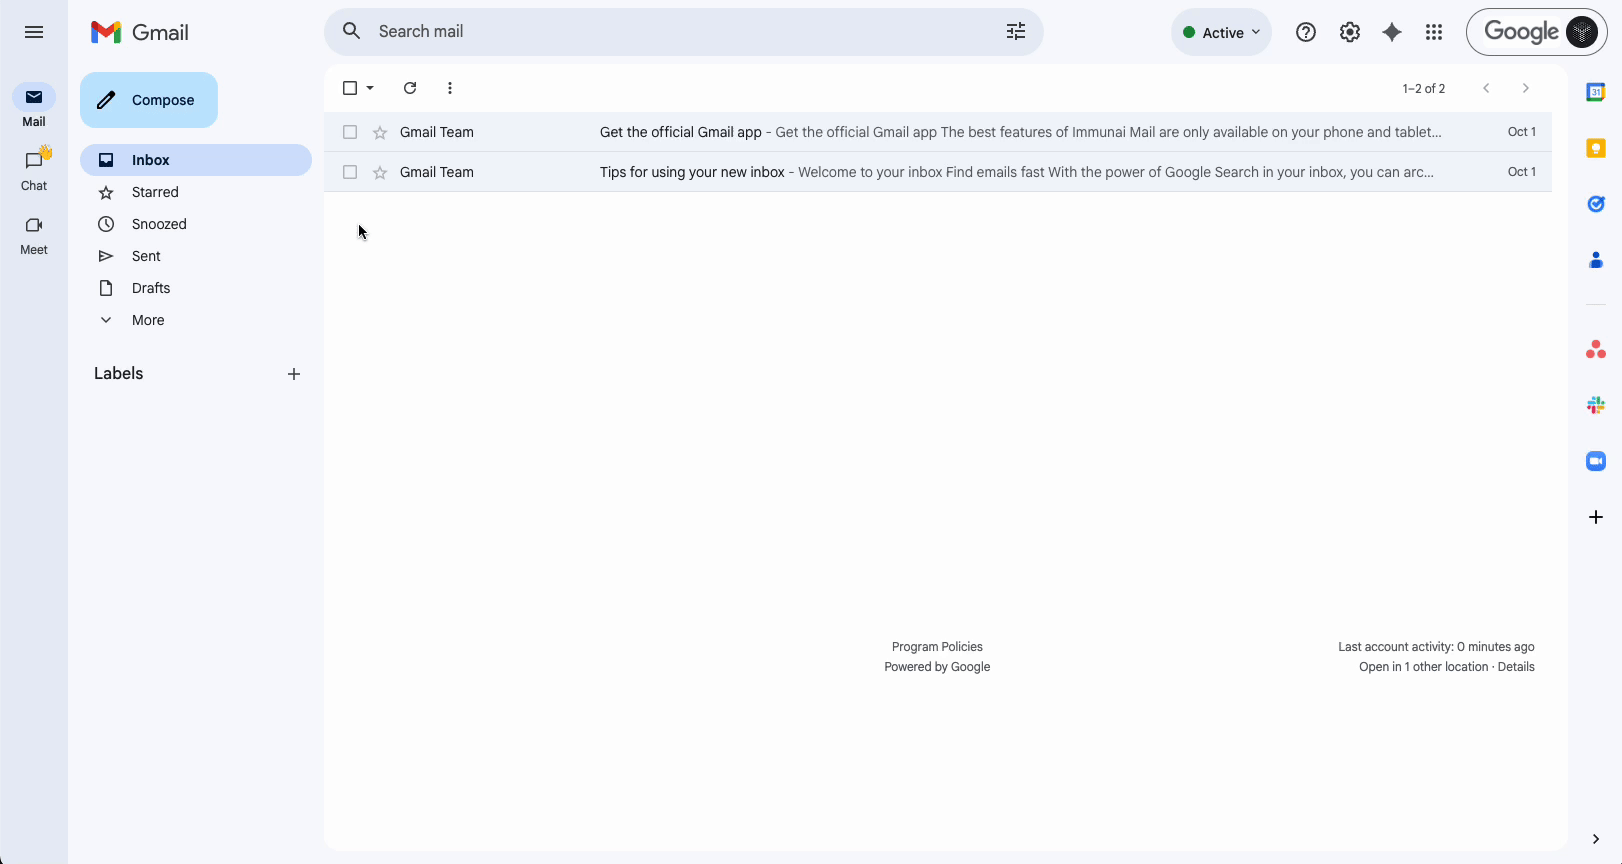 Gmail
Search mail
Active
Google
Mail
Chat
Meet
Compose
Inbox
Starred
Snoozed
Sent
Drafts
More
Labels
1–2 of 2
Gmail Team Get the official Gmail app - Get the official Gmail app The best features of Immunai Mail are only available on your phone and tablet... Oct 1
Gmail Team Tips for using your new inbox - Welcome to your inbox Find emails fast With the power of Google Search in your inbox, you can arc... Oct 1
Program Policies
Powered by Google
Last account activity: 0 minutes ago
Open in 1 other location · Details
31